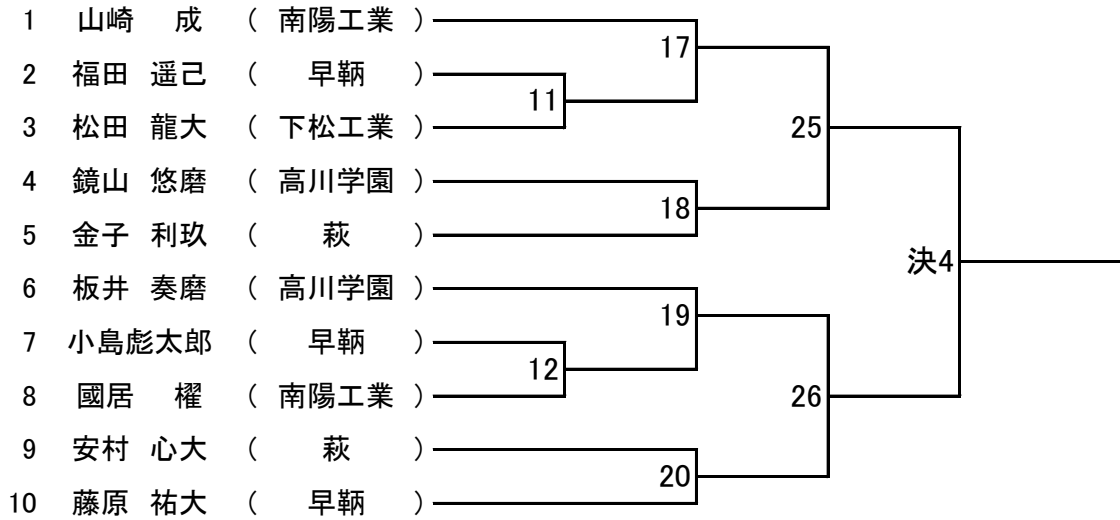 1 山崎 成 ( 南陽工業 )
17
2 福田 遥己 ( 早鞆 )
11
3 松田 龍大 ( 下松工業 )
25
4 鏡山 悠磨 ( 高川学園 )
18
5 金子 利玖 ( 萩 )
決4
6 板井 奏磨 ( 高川学園 )
19
7 小島彪太郎 ( 早鞆 )
12
8 國居 櫂 ( 南陽工業 )
26
9 安村 心大 ( 萩 )
20
10 藤原 祐大 ( 早鞆 )